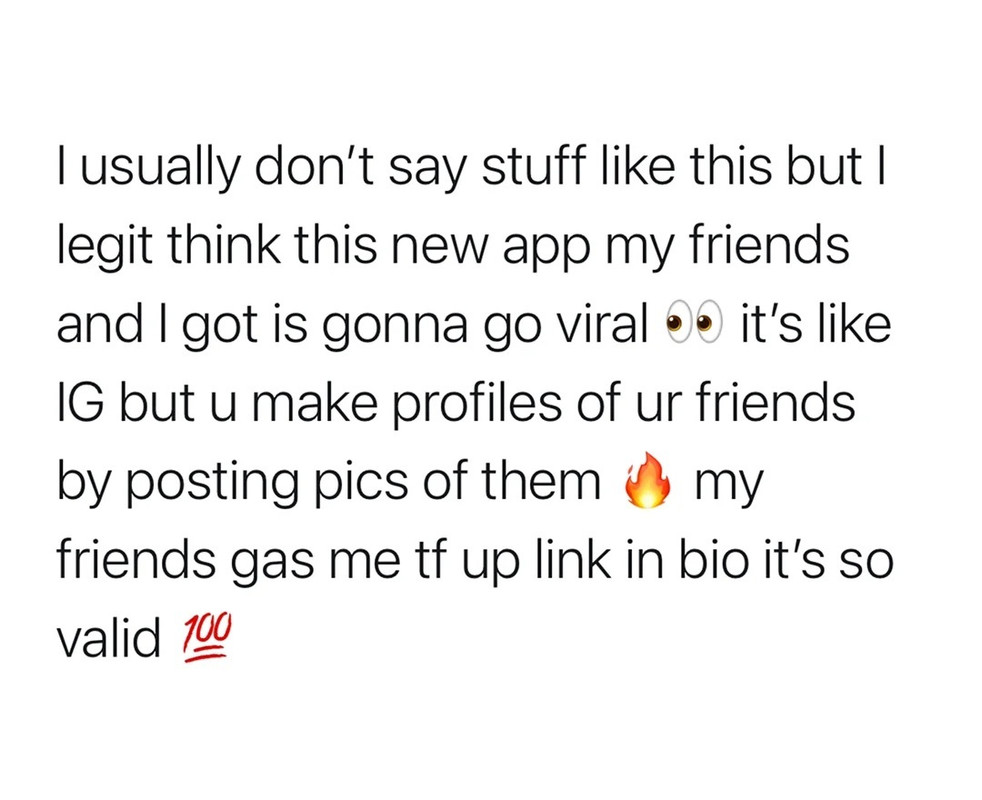 I usually don’t say stuff like this but I
legit think this new app my friends
and I got is gonna go viral 👀 it’s like
IG but u make profiles of ur friends
by posting pics of them 🔥 my
friends gas me tf up link in bio it’s so
valid 💯